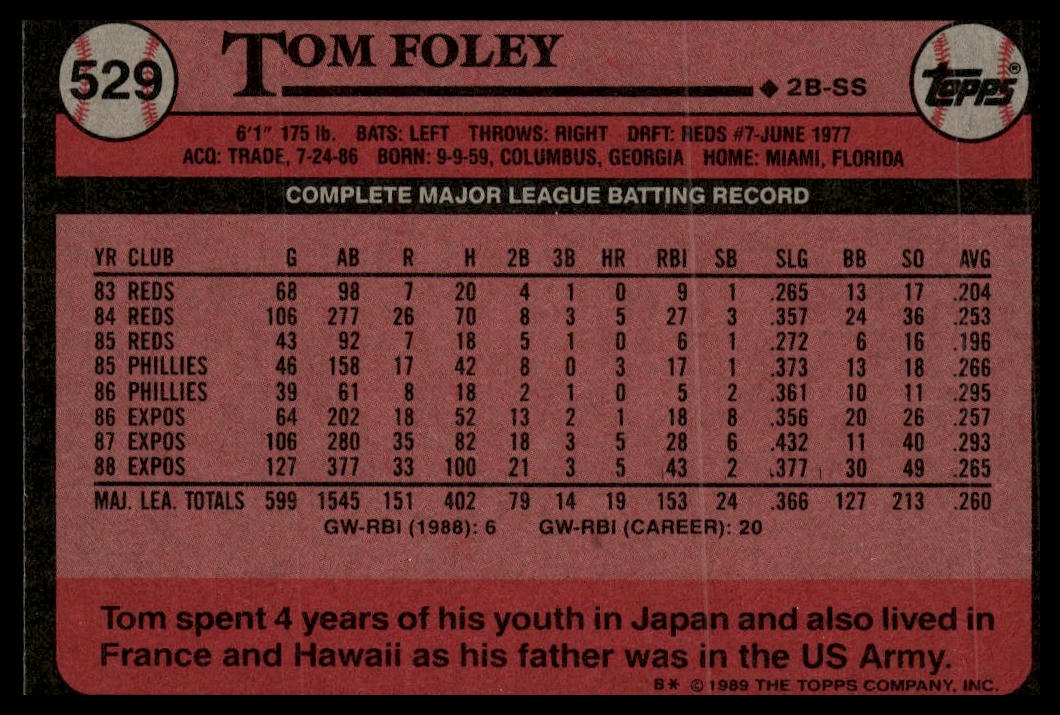 529
TOM FOLEY
◆ 2B-SS
TOPPS®
6'1" 175 lb. BATS: LEFT THROWS: RIGHT DRFT: REDS #7-JUNE 1977
ACQ: TRADE, 7-24-86 BORN: 9-9-59, COLUMBUS, GEORGIA HOME: MIAMI, FLORIDA
COMPLETE MAJOR LEAGUE BATTING RECORD
YR CLUB G AB R H 2B 3B HR RBI SB SLG BB SO AVG
83 REDS 68 98 7 20 4 1 0 9 1 .265 13 17 .204
84 REDS 106 277 26 70 8 3 5 27 3 .357 24 36 .253
85 REDS 43 92 7 18 5 1 0 6 1 .272 6 16 .196
85 PHILLIES 46 158 17 42 8 0 3 17 1 .373 13 18 .266
86 PHILLIES 39 61 8 18 2 1 0 5 2 .361 10 11 .295
86 EXPOS 64 202 18 52 13 2 1 18 8 .356 20 26 .257
87 EXPOS 106 280 35 82 18 3 5 28 6 .432 11 40 .293
88 EXPOS 127 377 33 100 21 3 5 43 2 .377 30 49 .265
MAJ. LEA. TOTALS 599 1545 151 402 79 14 19 153 24 .366 127 213 .260
GW-RBI (1988): 6 GW-RBI (CAREER): 20
Tom spent 4 years of his youth in Japan and also lived in
France and Hawaii as his father was in the US Army.
B* © 1989 THE TOPPS COMPANY, INC.